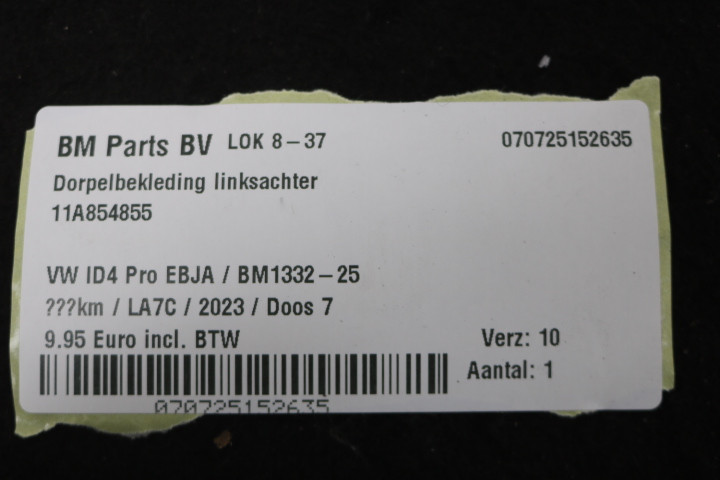 BM Parts BV LOK 8-37 070725152635
Dorpelbekleding linksachter
11A854855
VW ID4 Pro EBJA / BM1332-25
???km / LA7C / 2023 / Doos 7
9.95 Euro incl. BTW Verz: 10
Aantal: 1
070725152635